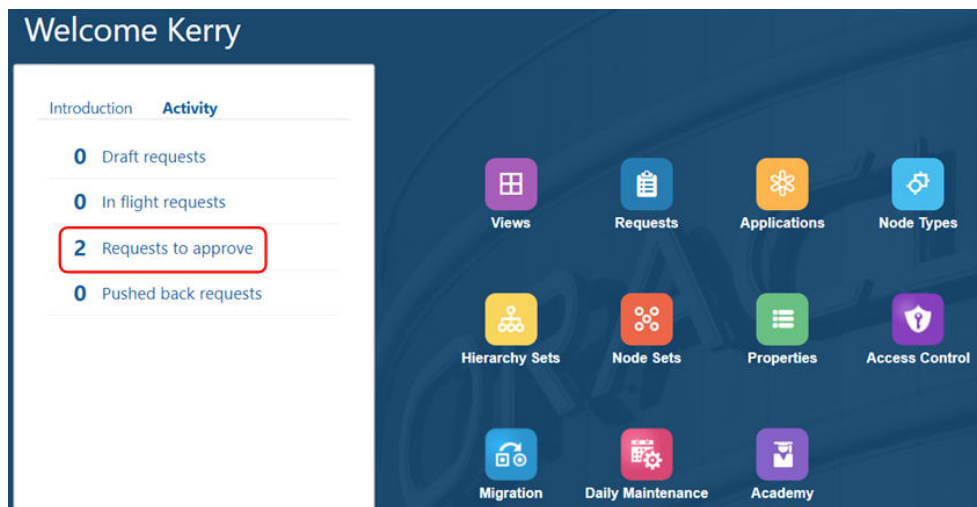 Welcome Kerry
Introduction Activity
0 Draft requests
0 In flight requests
2 Requests to approve
0 Pushed back requests
Views Requests Applications Node Types
Hierarchy Sets Node Sets Properties Access Control
Migration Daily Maintenance Academy
ORACL